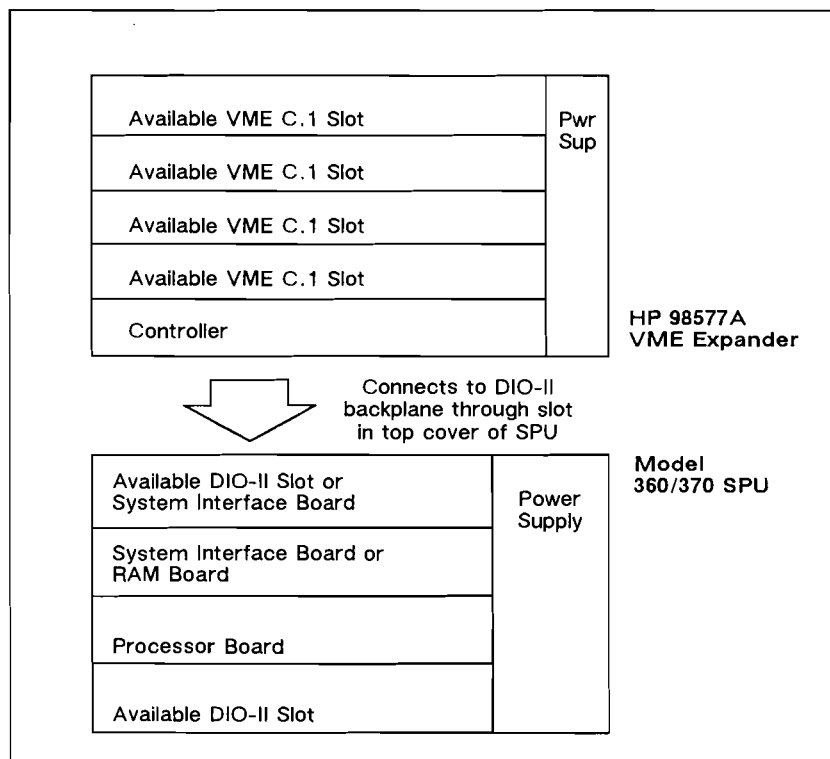 Available VME C.1 Slot
Pwr
Sup
Available VME C.1 Slot
Available VME C.1 Slot
Available VME C.1 Slot
Controller
HP 98577A
VME Expander
Connects to DIO-II
backplane through slot
in top cover of SPU
Model
360/370 SPU
Available DIO-II Slot or
System Interface Board
Power
Supply
System Interface Board or
RAM Board
Processor Board
Available DIO-II Slot